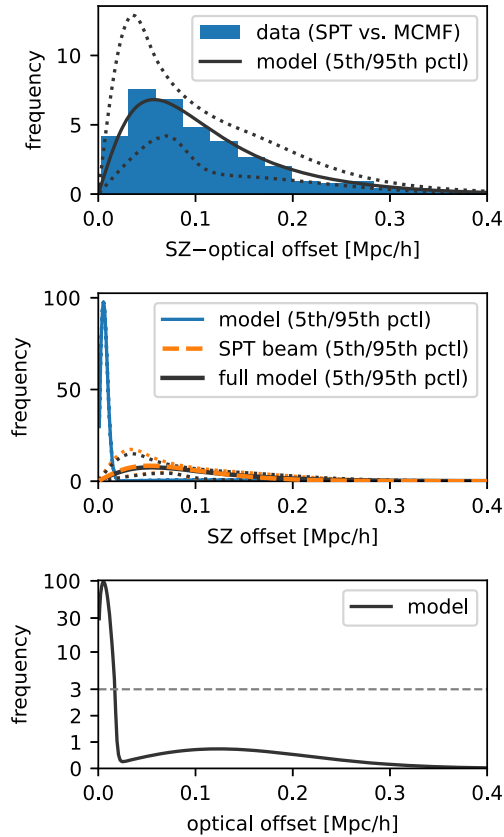 data (SPT vs. MCMF)
model (5th/95th pctl)
frequency
10
5
0
0.0 0.1 0.2 0.3 0.4
SZ−optical offset [Mpc/h]
100
model (5th/95th pctl)
SPT beam (5th/95th pctl)
full model (5th/95th pctl)
frequency
50
0
0.0 0.1 0.2 0.3 0.4
SZ offset [Mpc/h]
100
model
30
10
frequency
3
2
1
0
0.0 0.1 0.2 0.3 0.4
optical offset [Mpc/h]